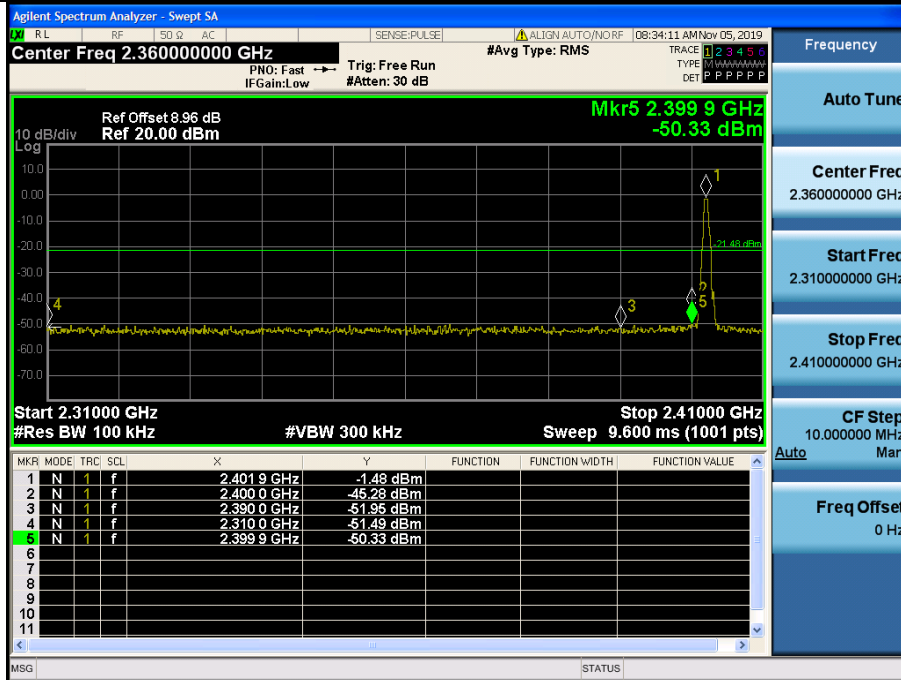 Agilent Spectrum Analyzer - Swept SA
LXI RL RF 50 Ω AC SENSE:PULSE ALIGN AUTO/NO RF 08:34:11 AM Nov 05, 2019
Center Freq 2.360000000 GHz #Avg Type: RMS TRACE 1 2 3 4 5 6
PNO: Fast Trig: Free Run TYPE M WWWWW
IFGain:Low #Atten: 30 dB DET P P P P P P
Ref Offset 8.96 dB Mkr5 2.399 9 GHz
10 dB/div Ref 20.00 dBm -50.33 dBm
Log
10.0
0.00
-10.0
-20.0
-30.0
-40.0
-50.0
-60.0
-70.0
1
-21.48 dBm
2
3
4
5
Start 2.31000 GHz Stop 2.41000 GHz
#Res BW 100 kHz #VBW 300 kHz Sweep 9.600 ms (1001 pts)
MKR MODE TRC SCL X Y FUNCTION FUNCTION WIDTH FUNCTION VALUE
1 N 1 f 2.401 9 GHz -1.48 dBm
2 N 1 f 2.400 0 GHz -45.28 dBm
3 N 1 f 2.390 0 GHz -51.95 dBm
4 N 1 f 2.310 0 GHz -51.49 dBm
5 N 1 f 2.399 9 GHz -50.33 dBm
6
7
8
9
10
11
MSG STATUS
Frequency
Auto Tune
Center Freq
2.360000000 GHz
Start Freq
2.310000000 GHz
Stop Freq
2.410000000 GHz
CF Step
10.000000 MHz
Auto Man
Freq Offset
0 Hz